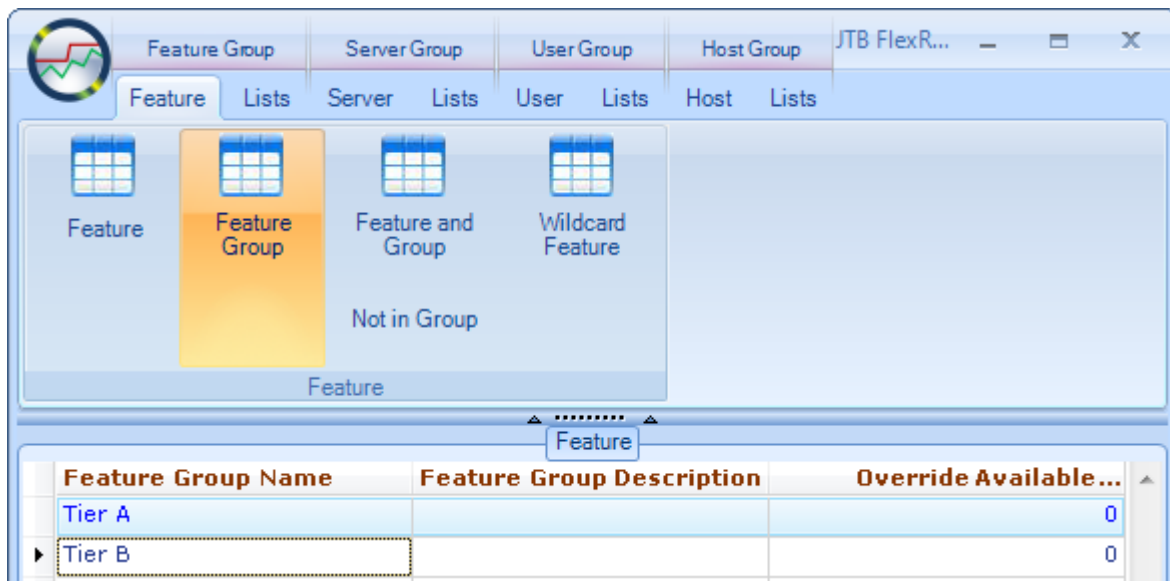 Feature Group Server Group User Group Host Group JTB FlexR...
Feature Lists Server Lists User Lists Host Lists
Feature
Feature
Group
Feature and
Group
Wildcard
Feature
Not in Group
Feature
Feature
Feature Group Name Feature Group Description Override Available...
Tier A 0
Tier B 0